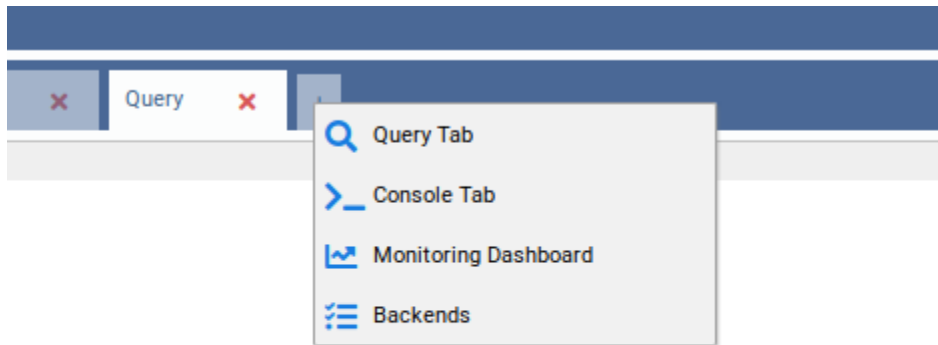 Query
Query Tab
Console Tab
Monitoring Dashboard
Backends